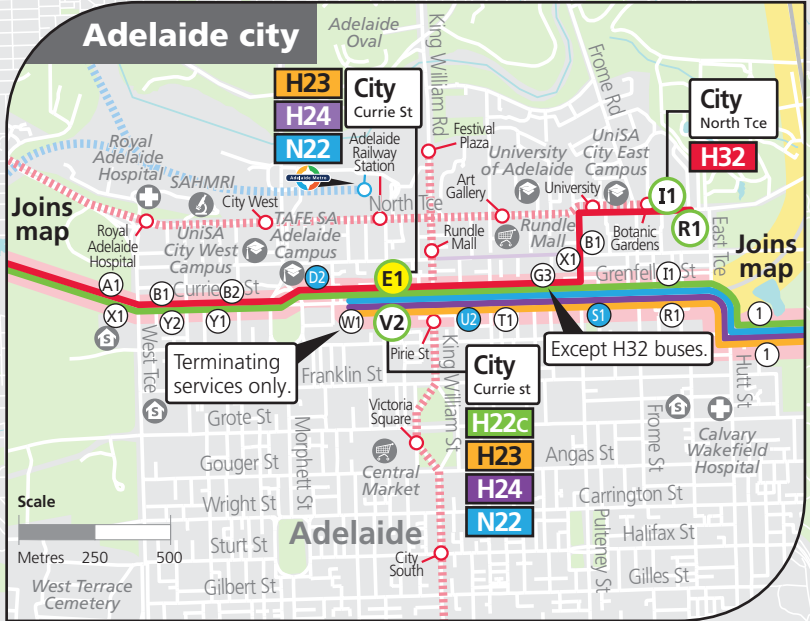 Adelaide city
Adelaide
Oval
King William Rd
Frome Rd
H23
H24
N22
City
Currie St
City
North Tce
H32
Royal
Adelaide
Hospital
SAHMRI
Adelaide
Railway
Station
Adelaide Metro
Festival
Plaza
University
of Adelaide
UniSA
City East
Campus
Art
Gallery
University
I1
R1
City West
North Tce
Joins
map
Royal
Adelaide
Hospital
UniSA
City West
Campus
TAFE SA
Adelaide
Campus
Rundle
Mall
Rundle
Mall
Botanic
Gardens
East Tce
Joins
map
A1
B1
Currie St
B2
D2
E1
G3
X1
B1
Grenfell St
I1
X1
Y2
Y1
W1
V2
Pirie St
U2
T1
S1
R1
1
1
West Tce
Terminating
services only.
Franklin St
King William St
City
Currie st
H22c
H23
H24
N22
Except H32 buses.
Hutt St
Grote St
Morphett St
Victoria
Square
Frome St
Calvary
Wakefield
Hospital
Gouger St
Central
Market
Angas St
Wright St
Carrington St
Scale
Metres 250 500
Sturt St
Adelaide
Pulteney St
Halifax St
West Terrace
Cemetery
Gilbert St
City
South
Gilles St
S
S
S